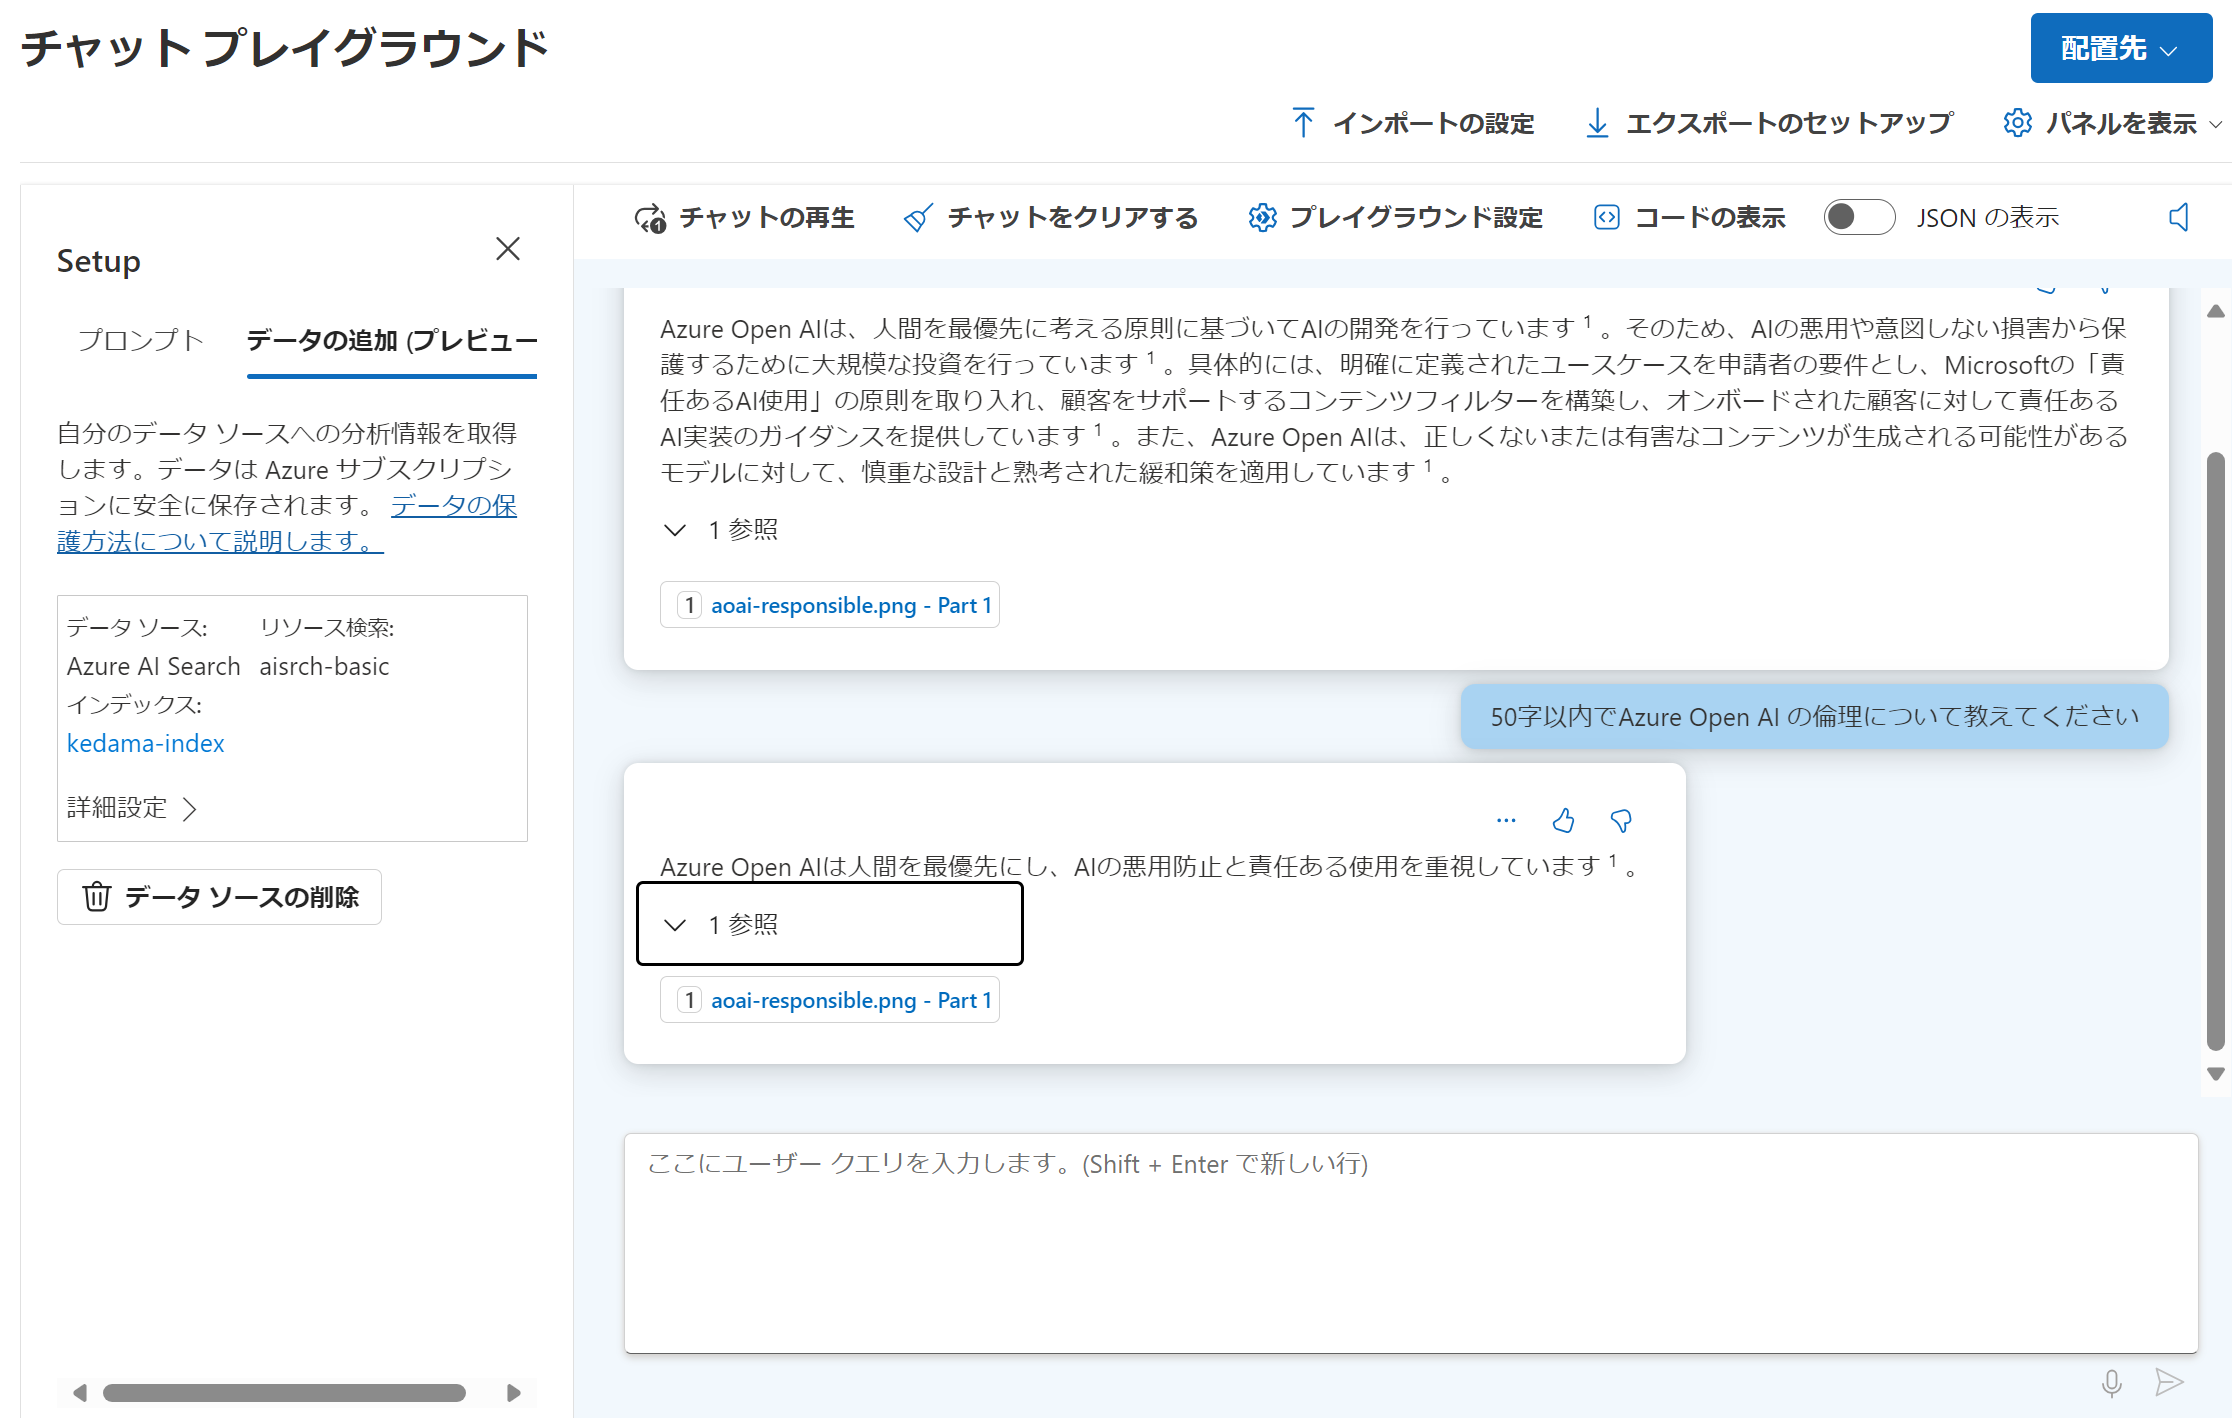 チャット プレイグラウンド
配置先
インポートの設定
エクスポートのセットアップ
パネルを表示
Setup
プロンプト
データの追加 (プレビュー
自分のデータ ソースへの分析情報を取得
します。データは Azure サブスクリプシ
ョンに安全に保存されます。 データの保
護方法について説明します。
データ ソース:
リソース検索:
Azure AI Search
aisrch-basic
インデックス:
kedama-index
詳細設定
データ ソースの削除
チャットの再生
チャットをクリアする
プレイグラウンド設定
コードの表示
JSON の表示
Azure Open AIは、人間を最優先に考える原則に基づいてAIの開発を行っています 1 。そのため、AIの悪用や意図しない損害から保
護するために大規模な投資を行っています 1 。具体的には、明確に定義されたユースケースを申請者の要件とし、Microsoftの「責
任あるAI使用」の原則を取り入れ、顧客をサポートするコンテンツフィルターを構築し、オンボードされた顧客に対して責任ある
AI実装のガイダンスを提供しています 1 。また、Azure Open AIは、正しくないまたは有害なコンテンツが生成される可能性がある
モデルに対して、慎重な設計と熟考された緩和策を適用しています 1 。
1 参照
1 aoai-responsible.png - Part 1
50字以内でAzure Open AI の倫理について教えてください
Azure Open AIは人間を最優先にし、AIの悪用防止と責任ある使用を重視しています 1 。
1 参照
1 aoai-responsible.png - Part 1
ここにユーザー クエリを入力します。(Shift + Enter で新しい行)